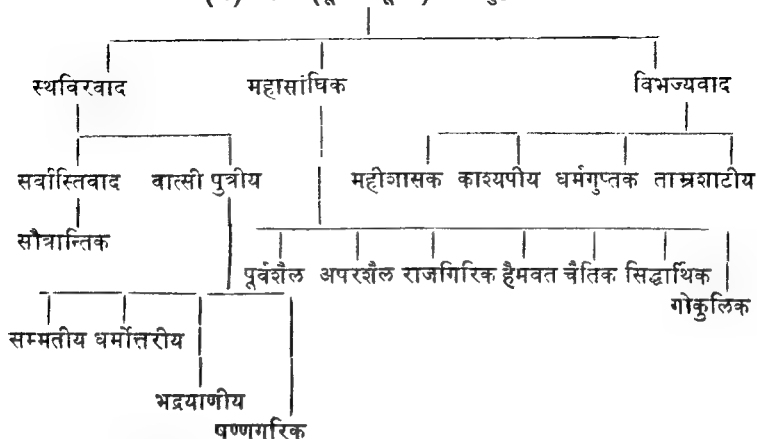 स्थविरवाद महासांघिक विभज्यवाद
सर्वास्तिवाद वात्सी पुत्रीय महीशासक काश्यपीय धर्मगुप्तक ताम्रशाटीय
सौत्रान्तिक
पूर्वशैल अपरशैल राजगिरिक हैमवत चैतिक सिद्धार्थिक
गोकुलिक
सम्मतीय धर्मोत्तरीय
भद्रयाणीय
षण्णगरिक